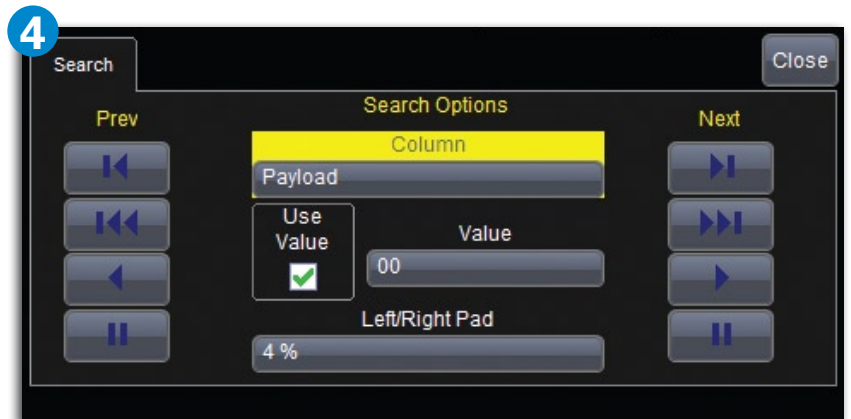 4
Search
Close
Prev
Search Options
Next
Column
Payload
Use
Value
Value
00
Left/Right Pad
4 %